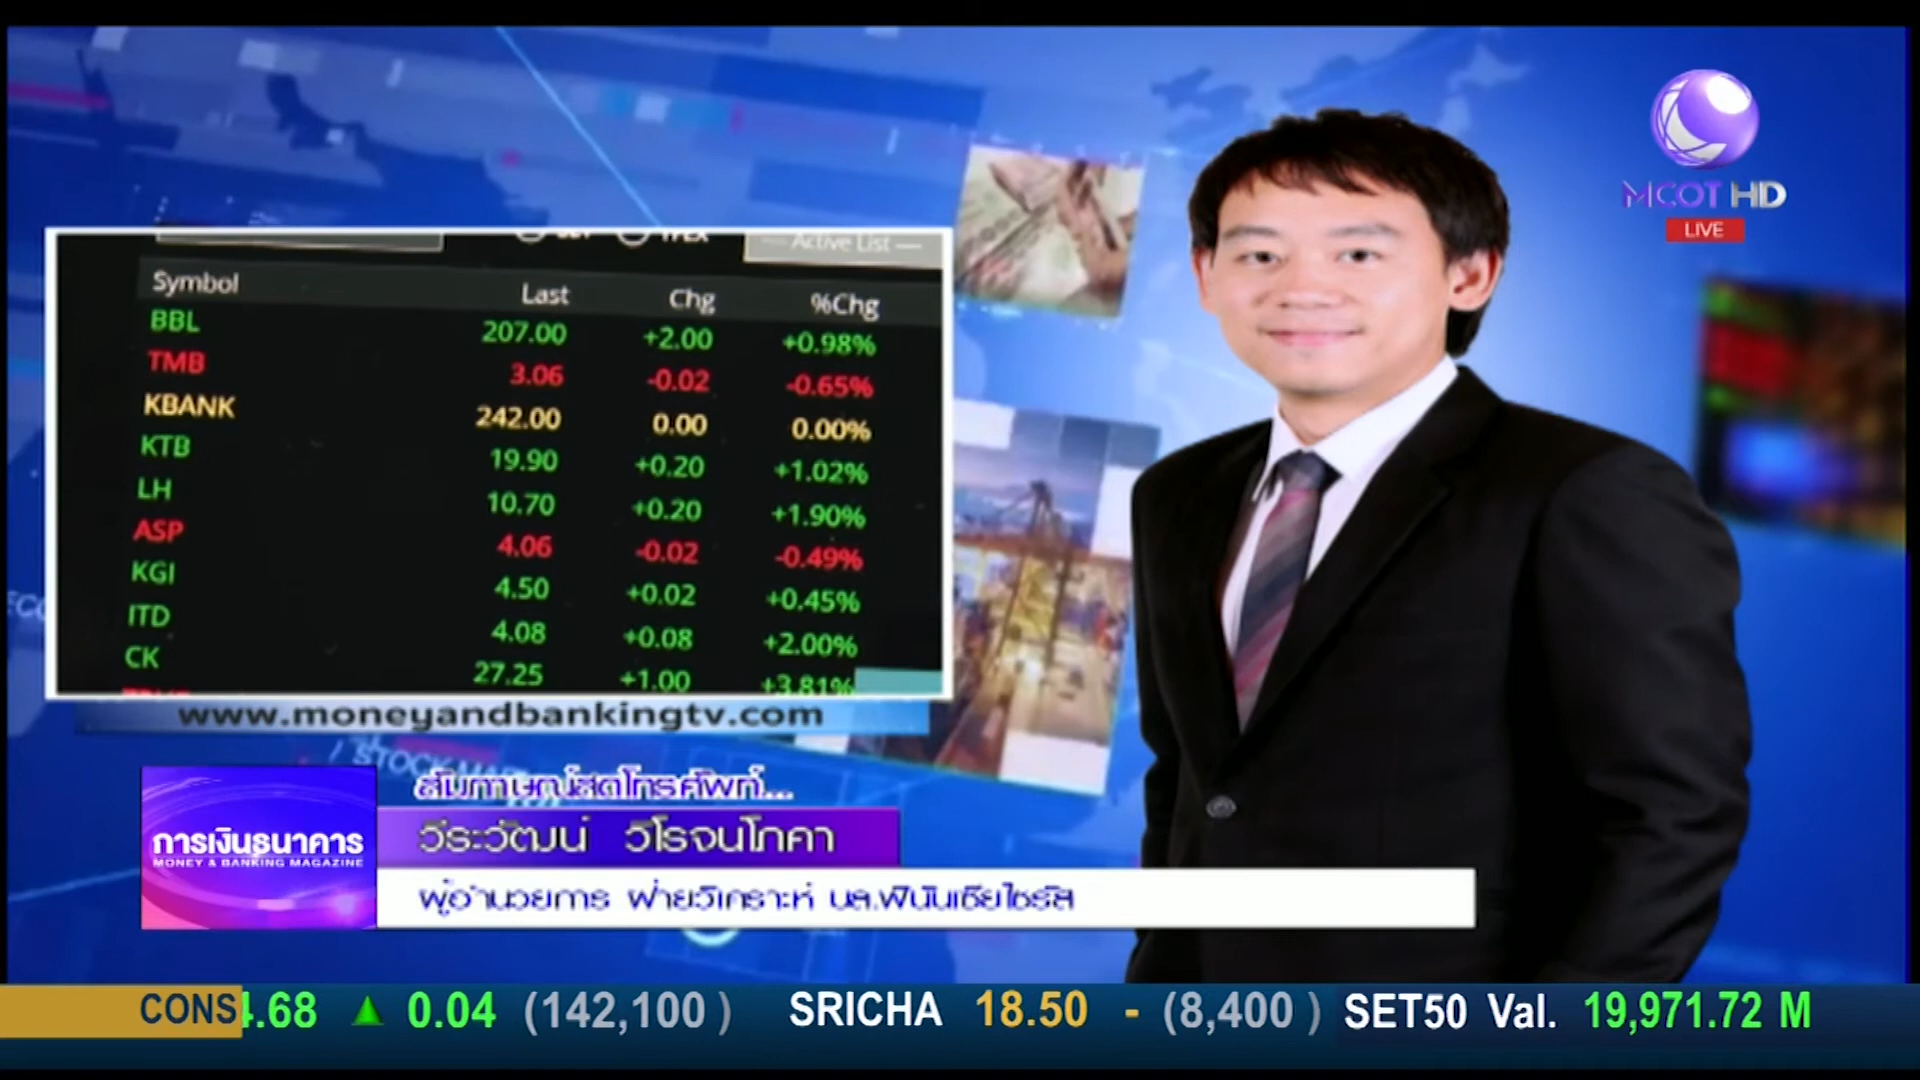 MCOT HD
LIVE
Active List
Symbol Last Chg %Chg
BBL 207.00 +2.00 +0.98%
TMB 3.06 -0.02 -0.65%
KBANK 242.00 0.00 0.00%
KTB 19.90 +0.20 +1.02%
LH 10.70 +0.20 +1.90%
ASP 4.06 -0.02 -0.49%
KGI 4.50 +0.02 +0.45%
ITD 4.08 +0.08 +2.00%
CK 27.25 +1.00 +3.81%
www.moneyandbankingtv.com
สัมภาษณ์สดโทรศัพท์...
การเงินธนาคาร
MONEY & BANKING MAGAZINE
วีระวัฒน์ วิโรจน์โภคา
ผู้อำนวยการ ฝ่ายวิเคราะห์ บล.ฟินันเซียไซรัส
CONS 4.68 ▲ 0.04 (142,100 ) SRICHA 18.50 - (8,400 ) SET50 Val. 19,971.72 M